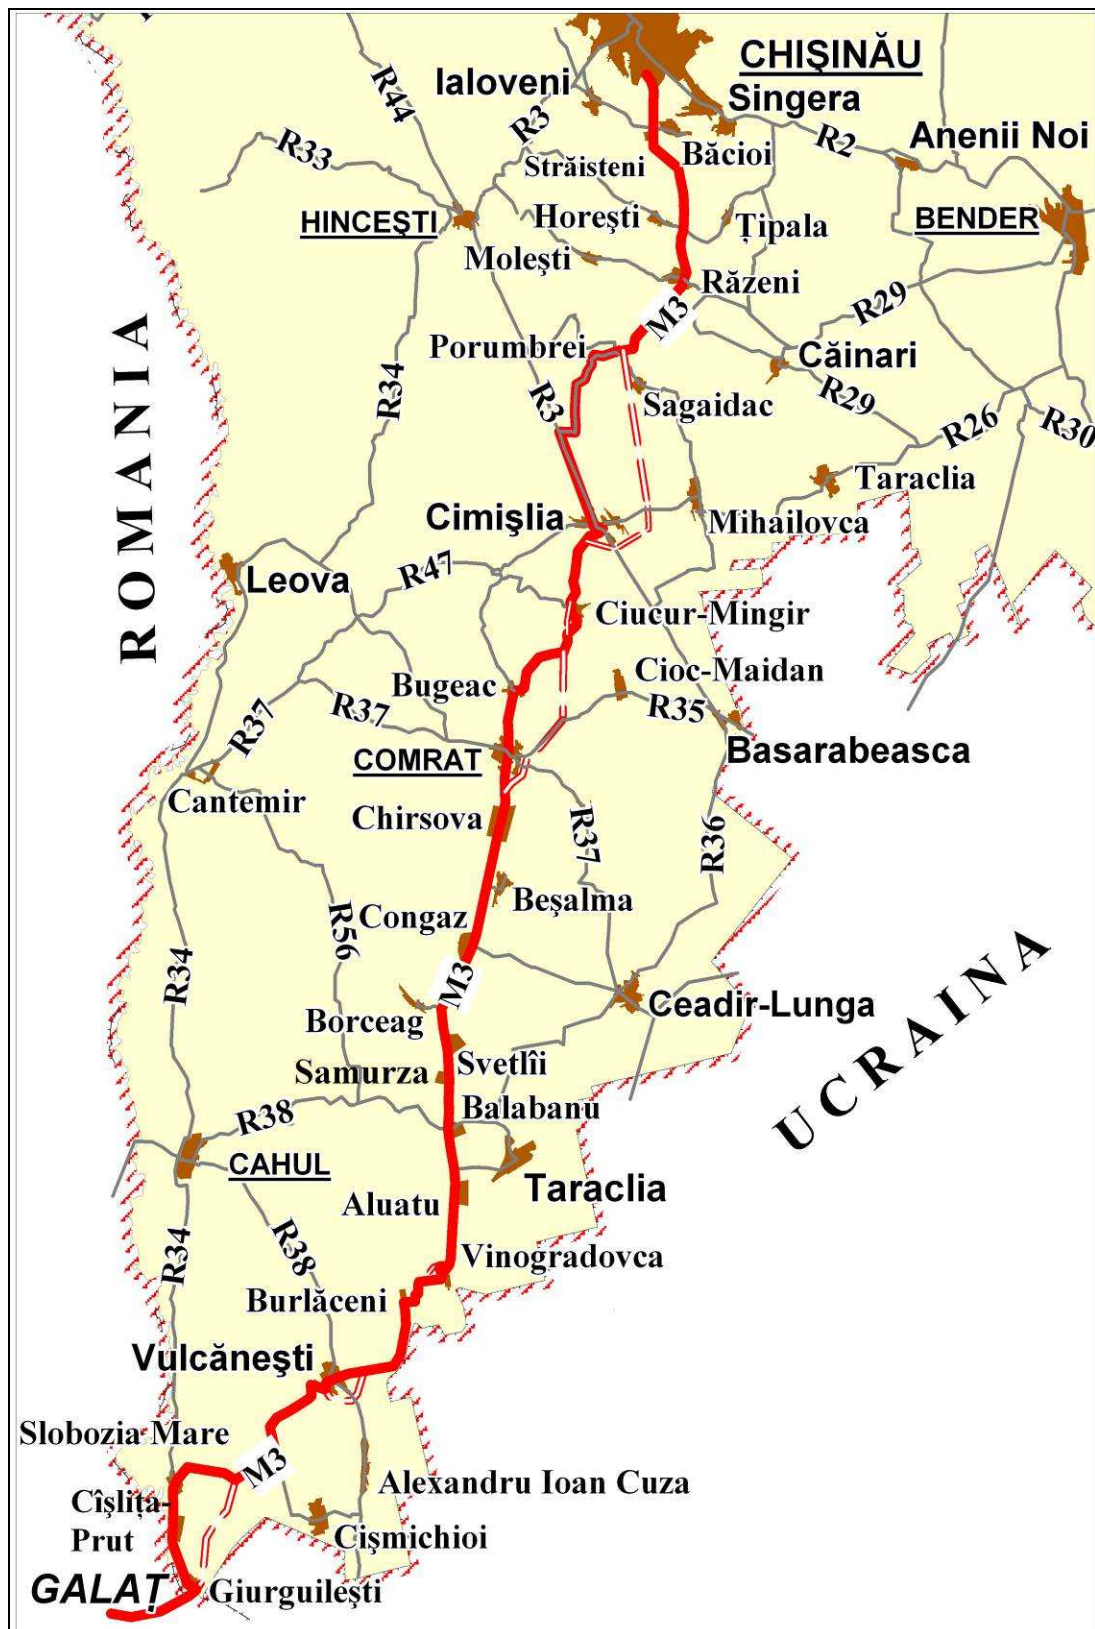 CHIŞINĂU
Ialoveni
Singera
R44
R3
R33
R2
Anenii Noi
Băcioi
Străisteni
HINCEŞTI
Horeşti
Ţipala
BENDER
Moleşti
Răzeni
R29
M3
ROMANIA
Porumbrei
Căinari
R34
R3
Sagaidac
R29
R26
R30
Taraclia
Cimişlia
Mihailovca
Leova
R47
Ciucur-Mingir
Cioc-Maidan
Bugeac
R37
R37
R35
COMRAT
Basarabeasca
Cantemir
Chirsova
R37
R36
Beşalma
Congaz
R56
R34
M3
UCRAINA
Ceadir-Lunga
Borceag
Svetlîi
Samurza
Balabanu
R38
CAHUL
Taraclia
Aluatu
R34
R38
Vinogradovca
Burlăceni
Vulcăneşti
Slobozia Mare
M3
Alexandru Ioan Cuza
Cîşliţa-
Prut
Cişmichioi
GALAŢ
Giurguileşti